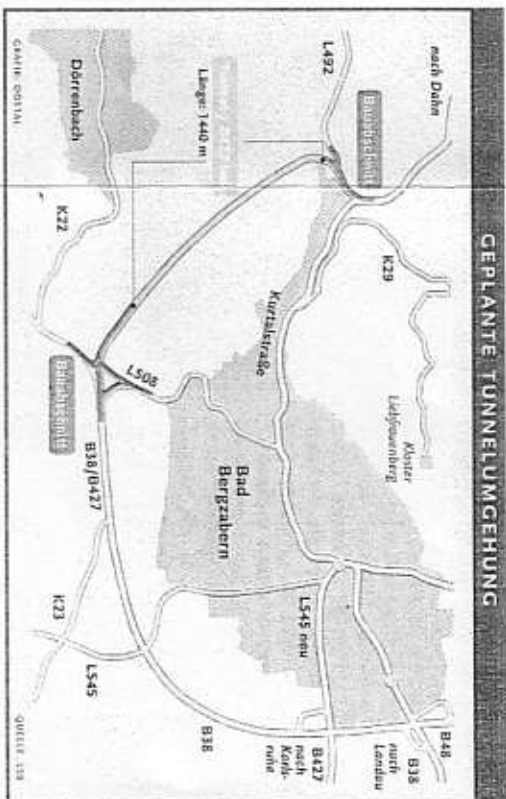 GEPLANTE TUNNELUMGEHUNG
nach Dahn
L492
Bauabschnitt
K29
Kloster
Liebfrauenberg
Länge: 1440 m
Kurtalstraße
Dörrenbach
K22
L508
Bauabschnitt
B38/B427
Bad
Bergzabern
L545 neu
K23
L545
B38
B427
nach
Karls-
ruhe
B38
nach
Landau
B48
GRAFIK: DOSTAL
QUELLE: LSB